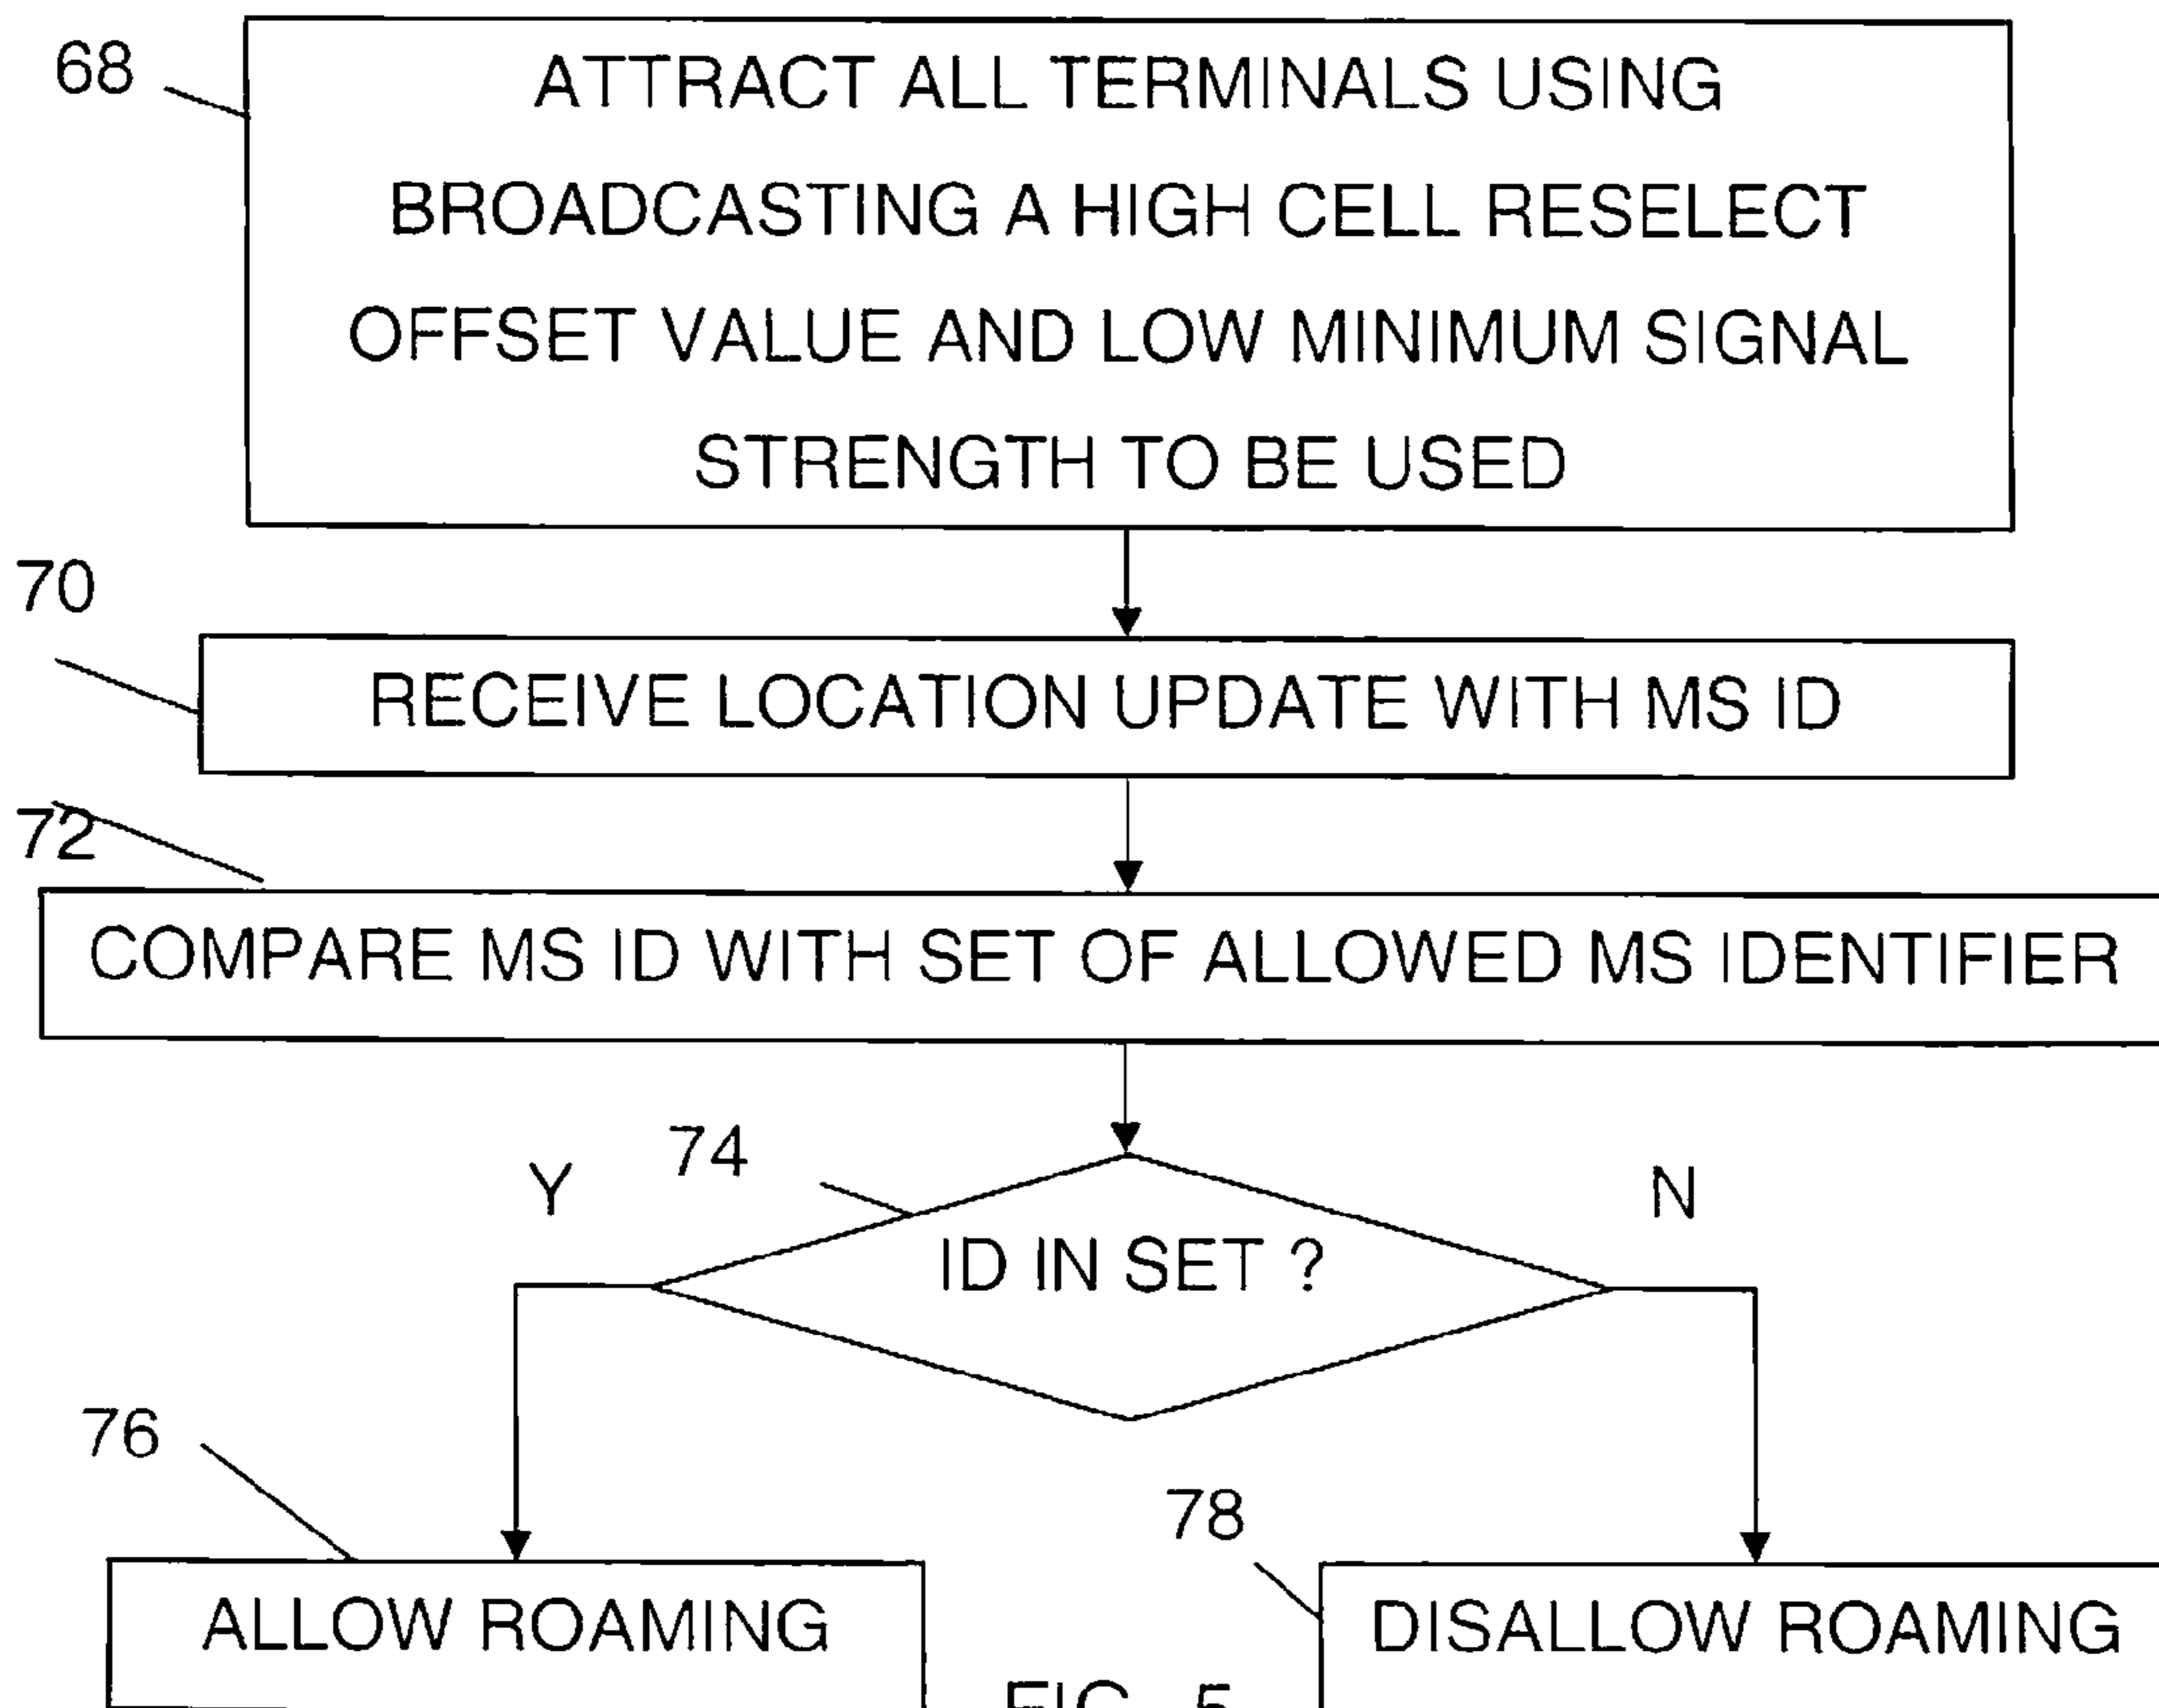 68
ATTRACT ALL TERMINALS USING
BROADCASTING A HIGH CELL RESELECT
OFFSET VALUE AND LOW MINIMUM SIGNAL
STRENGTH TO BE USED
70
RECEIVE LOCATION UPDATE WITH MS ID
72
COMPARE MS ID WITH SET OF ALLOWED MS IDENTIFIER
74
Y
N
ID IN SET ?
76
78
ALLOW ROAMING
DISALLOW ROAMING
FIG. 5